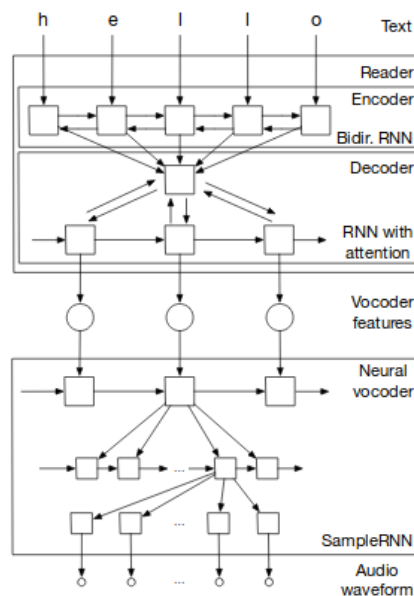 h e l l o Text
Reader
Encoder
Bidir. RNN
Decoder
RNN with
attention
Vocoder
features
Neural
vocoder
...
...
SampleRNN
Audio
... waveform